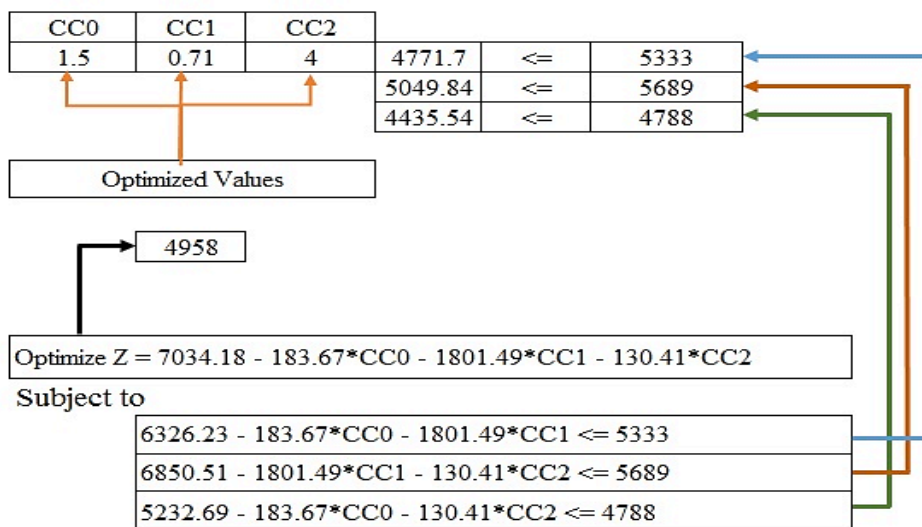 CC0 CC1 CC2
1.5 0.71 4 4771.7 <= 5333
5049.84 <= 5689
4435.54 <= 4788
Optimized Values
4958
Optimize Z = 7034.18 - 183.67*CC0 - 1801.49*CC1 - 130.41*CC2
Subject to
6326.23 - 183.67*CC0 - 1801.49*CC1 <= 5333
6850.51 - 1801.49*CC1 - 130.41*CC2 <= 5689
5232.69 - 183.67*CC0 - 130.41*CC2 <= 4788